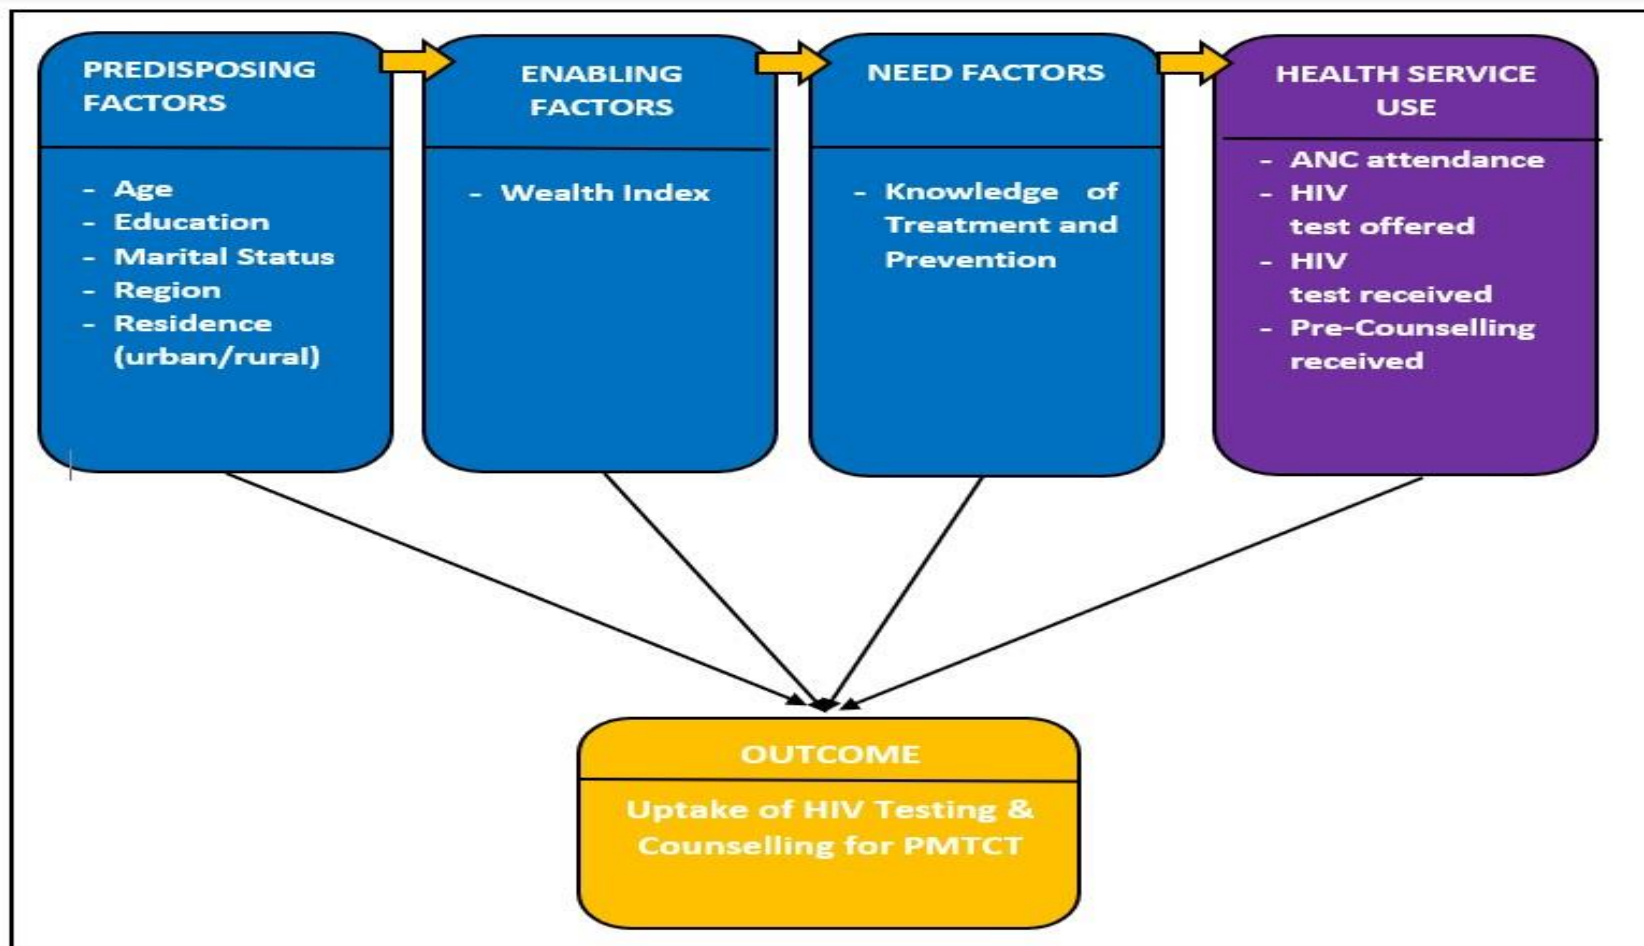 PREDISPOSING
FACTORS
- Age
- Education
- Marital Status
- Region
- Residence
(urban/rural)
ENABLING
FACTORS
- Wealth Index
NEED FACTORS
- Knowledge of
Treatment and
Prevention
HEALTH SERVICE
USE
- ANC attendance
- HIV
test offered
- HIV
test received
- Pre-Counselling
received
OUTCOME
Uptake of HIV Testing &
Counselling for PMTCT